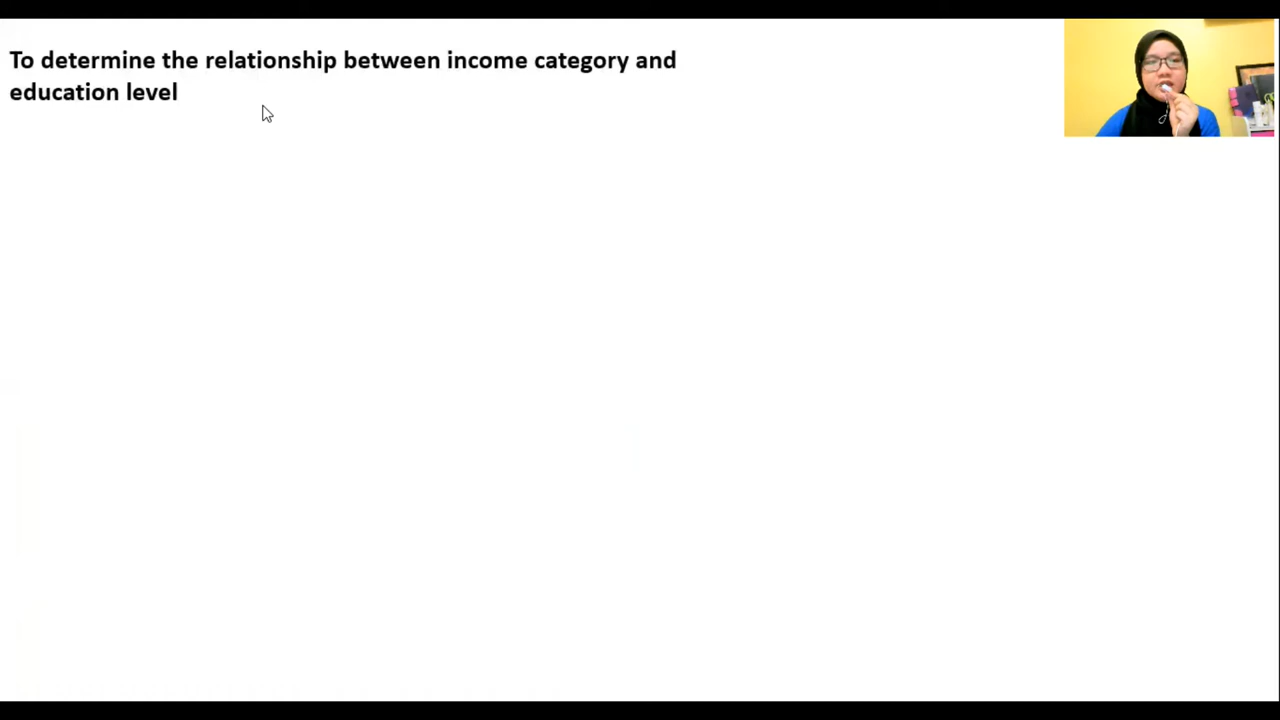 To determine the relationship between income category and
education level